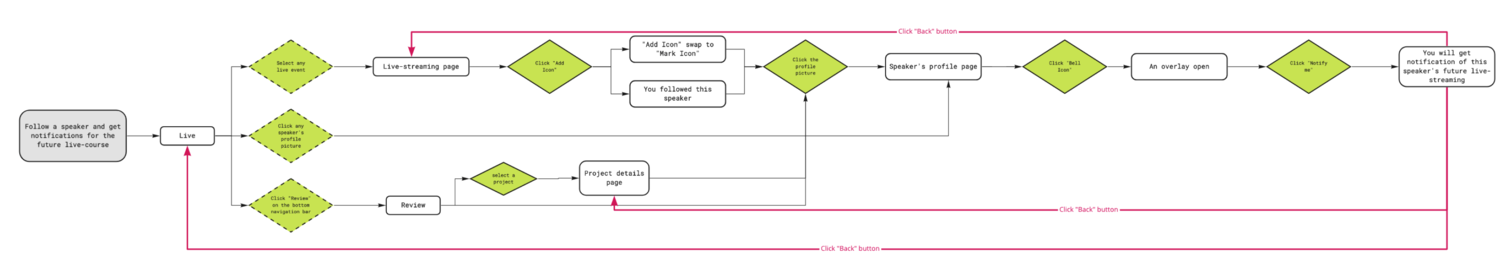 Click "Back" button
Select any
live event
Live-streaming page
Click "Add
Icon"
"Add Icon" swap to
"Mark Icon"
You followed this
speaker
Click the
profile
picture
Speaker's profile page
Click "Bell
Icon"
An overlay open
Click "Notify
me"
You will get
notification of this
speaker's future live-
streaming
Follow a speaker and get
notifications for the
future live-course
Live
Click any
speaker's
profile
picture
select a
project
Project details
page
Click "Review"
on the bottom
navigation bar
Review
Click "Back" button
Click "Back" button